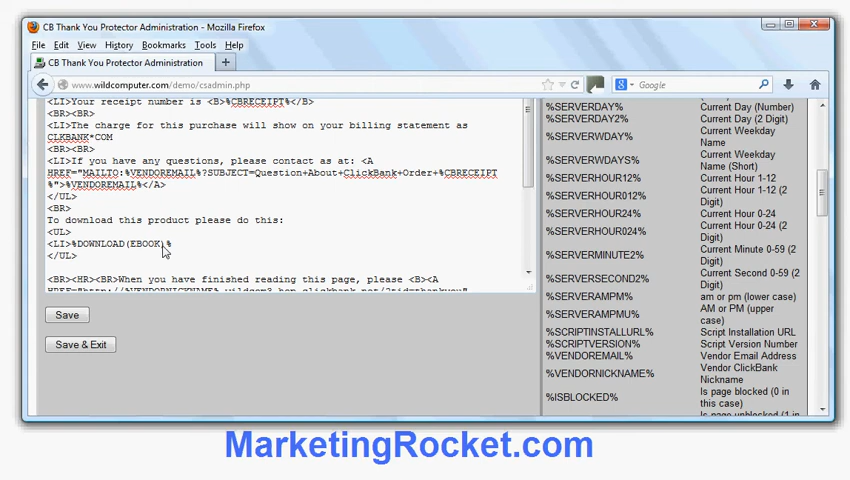 CB Thank You Protector Administration - Mozilla Firefox
File Edit View History Bookmarks Tools Help
CB Thank You Protector Administration +
www.wildcomputer.com/demo/csadmin.php
Google
<LI>Your receipt number is <B>%CBRECEIPT%</B>
<BR><BR>
<LI>The charge for this purchase will show on your billing statement as
CLKBANK*COM
<BR><BR>
<LI>If you have any questions, please contact as at: <A
HREF="MAILTO:%VENDOREMAIL%?SUBJECT=Question+About+ClickBank+Order+%CBRECEIPT
%">%VENDOREMAIL%</A>
</UL>
<BR>
To download this product please do this:
<UL>
<LI>%DOWNLOAD(EBOOK)%
</UL>
<BR><HR><BR>When you have finished reading this page, please <B><A
Save
Save & Exit
%SERVERDAY% Current Day (Number)
%SERVERDAY2% Current Day (2 Digit)
%SERVERWDAY% Current Weekday
Name
%SERVERWDAYS% Current Weekday
Name (Short)
%SERVERHOUR12% Current Hour 1-12
%SERVERHOUR012% Current Hour 1-12 (2
Digit)
%SERVERHOUR24% Current Hour 0-24
%SERVERHOUR024% Current Hour 0-24 (2
Digit)
%SERVERMINUTE2% Current Minute 0-59 (2
Digit)
%SERVERSECOND2% Current Second 0-59 (2
Digits)
%SERVERAMPM% am or pm (lower case)
%SERVERAMPMU% AM or PM (upper
case)
%SCRIPTINSTALLURL% Script Installation URL
%SCRIPTVERSION% Script Version Number
%VENDOREMAIL% Vendor Email Address
%VENDORNICKNAME% Vendor ClickBank
Nickname
%ISBLOCKED% Is page blocked (0 in
this case)
Is page unblocked (1 in
MarketingRocket.com